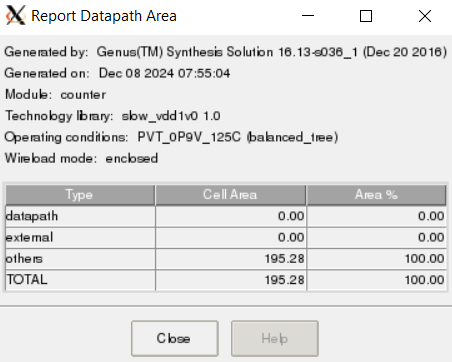 Report Datapath Area
Generated by: Genus(TM) Synthesis Solution 16.13-s036_1 (Dec 20 2016)
Generated on: Dec 08 2024 07:55:04
Module: counter
Technology library: slow_vdd1v0 1.0
Operating conditions: PVT_0P9V_125C (balanced_tree)
Wireload mode: enclosed
Type Cell Area Area %
datapath 0.00 0.00
external 0.00 0.00
others 195.28 100.00
TOTAL 195.28 100.00
Close Help